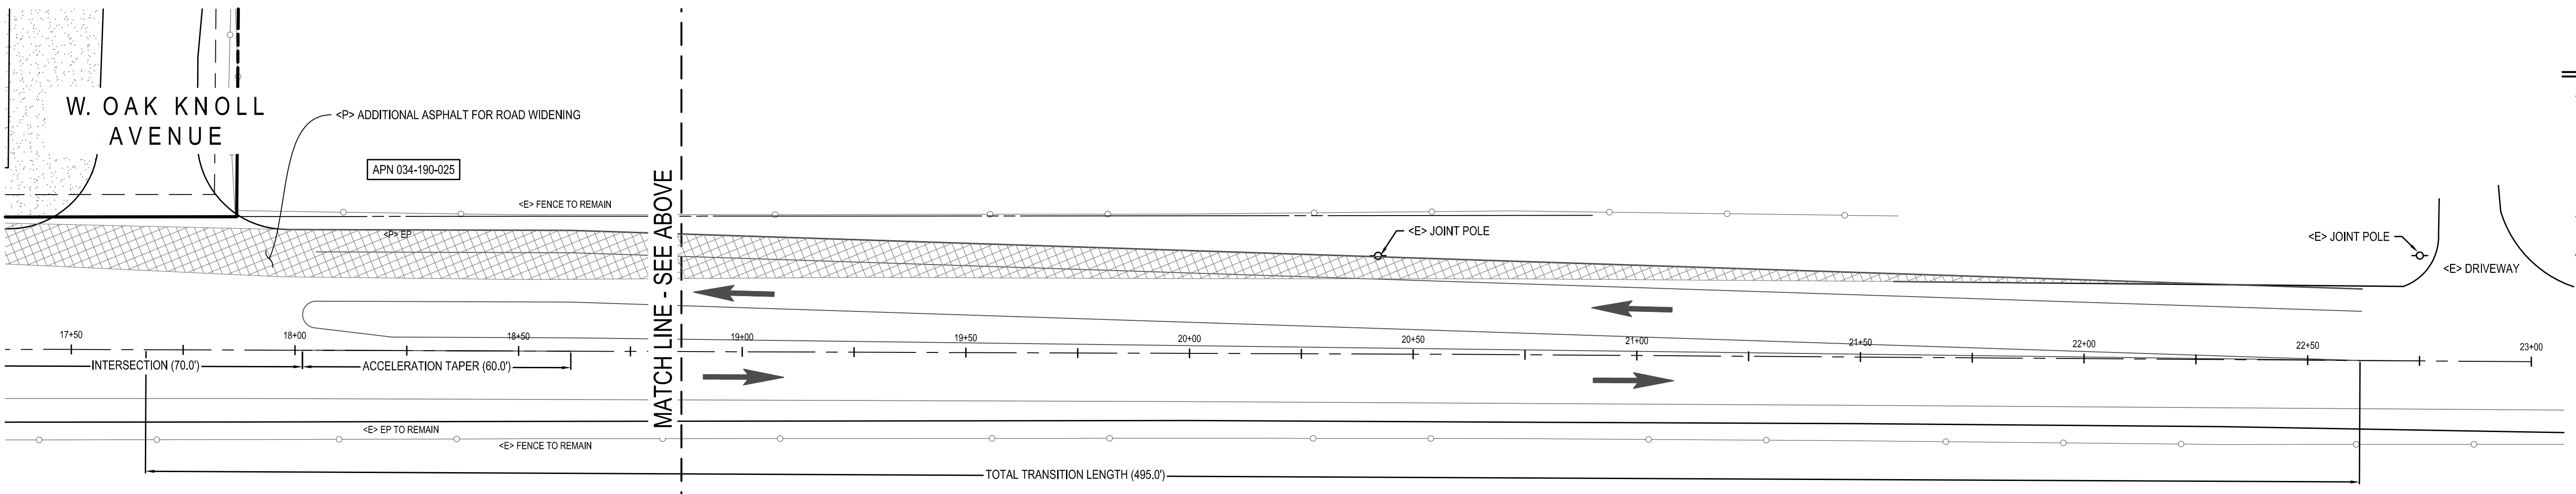 W. OAK KNOLL
AVENUE
<P> ADDITIONAL ASPHALT FOR ROAD WIDENING
APN 034-190-025
<E> FENCE TO REMAIN
<P> EP
MATCH LINE - SEE ABOVE
<E> JOINT POLE
<E> JOINT POLE
<E> DRIVEWAY
17+50
18+00
18+50
19+00
19+50
20+00
20+50
21+00
21+50
22+00
22+50
23+00
INTERSECTION (70.0')
ACCELERATION TAPER (60.0')
<E> EP TO REMAIN
<E> FENCE TO REMAIN
TOTAL TRANSITION LENGTH (495.0')